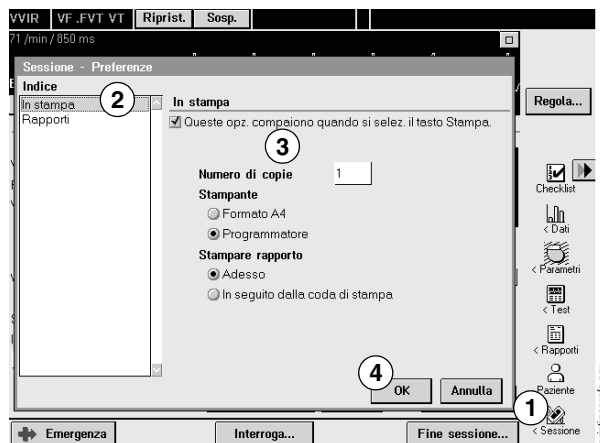 VVIR VF .FVT VT Riprist. Sosp.
71 /min / 850 ms
Sessione - Preferenze
Indice
In stampa
Rapporti
2
In stampa
Queste opz. compaiono quando si selez. il tasto Stampa.
3
Numero di copie 1
Stampante
Formato A4
Programmatore
Stampare rapporto
Adesso
In seguito dalla coda di stampa
4
OK Annulla
Regola...
Checklist
< Dati
< Parametri
< Test
< Rapporti
Paziente
1
< Sessione
Emergenza Interroga... Fine sessione...